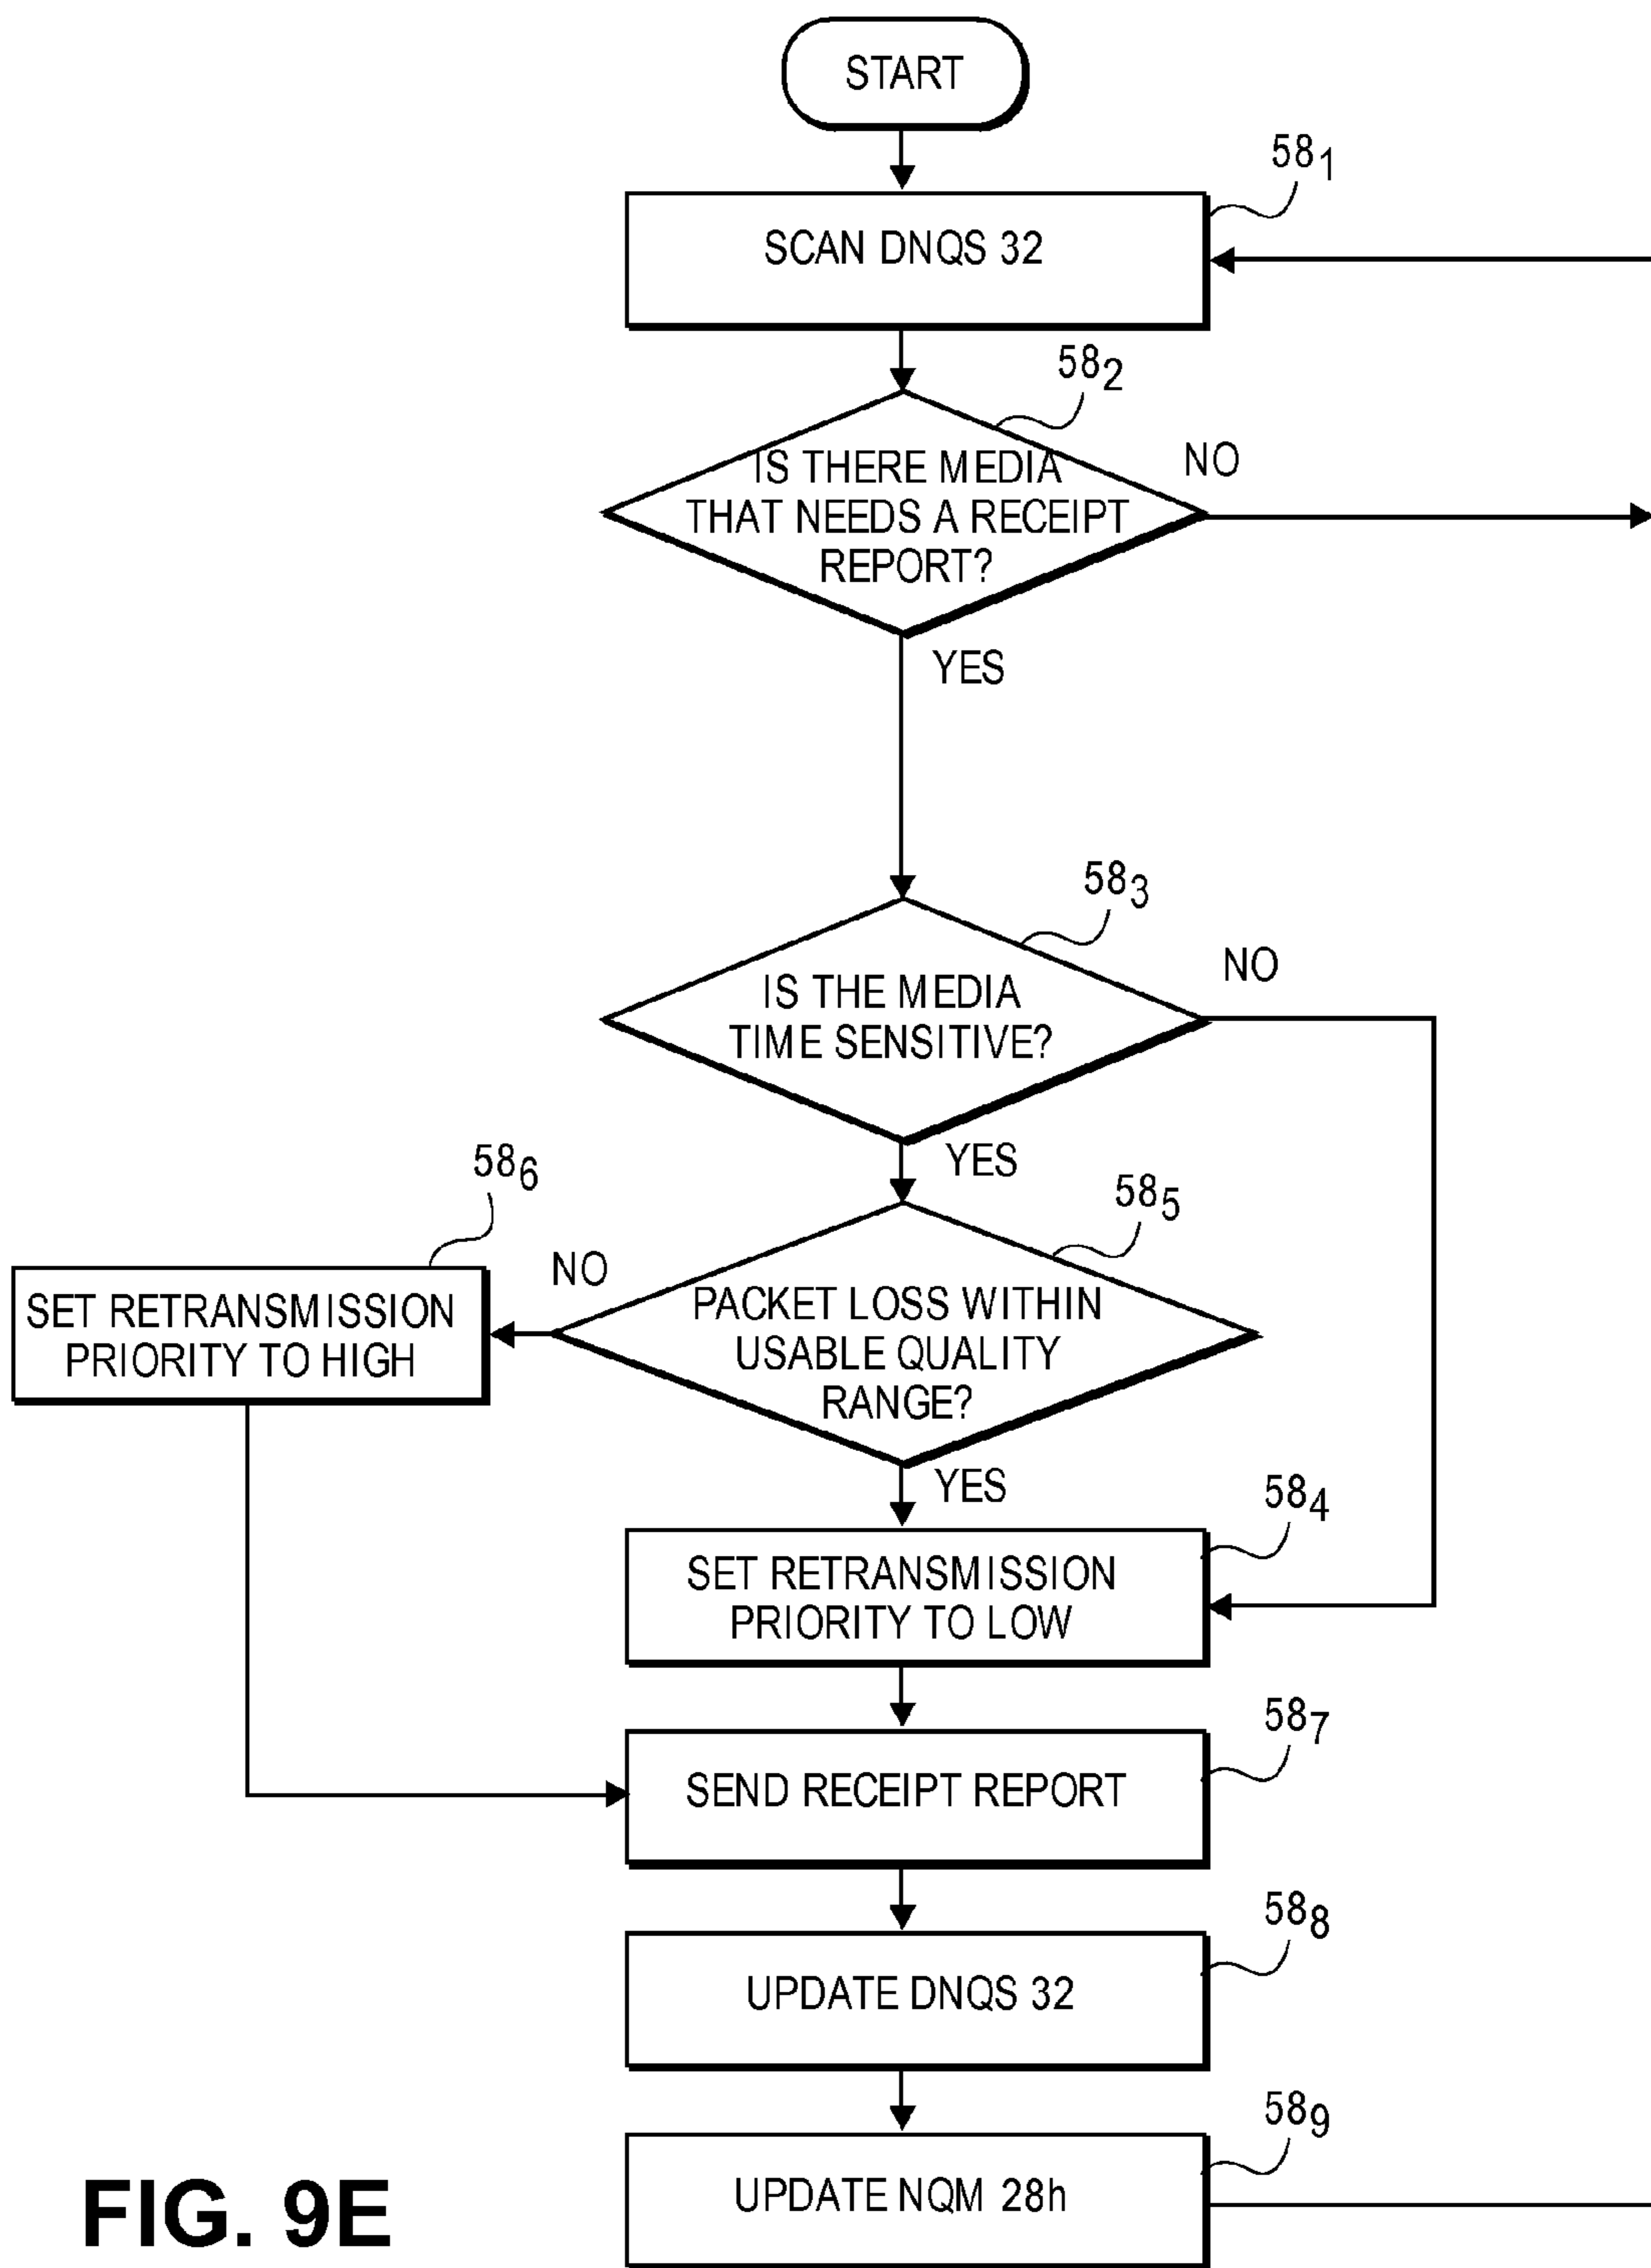 START
58₁
SCAN DNQS 32
58₂
IS THERE MEDIA
THAT NEEDS A RECEIPT
REPORT?
NO
YES
58₃
IS THE MEDIA
TIME SENSITIVE?
NO
YES
58₆
58₅
SET RETRANSMISSION
PRIORITY TO HIGH
NO
PACKET LOSS WITHIN
USABLE QUALITY
RANGE?
YES
58₄
SET RETRANSMISSION
PRIORITY TO LOW
58₇
SEND RECEIPT REPORT
58₈
UPDATE DNQS 32
58₉
UPDATE NQM 28h
FIG. 9E